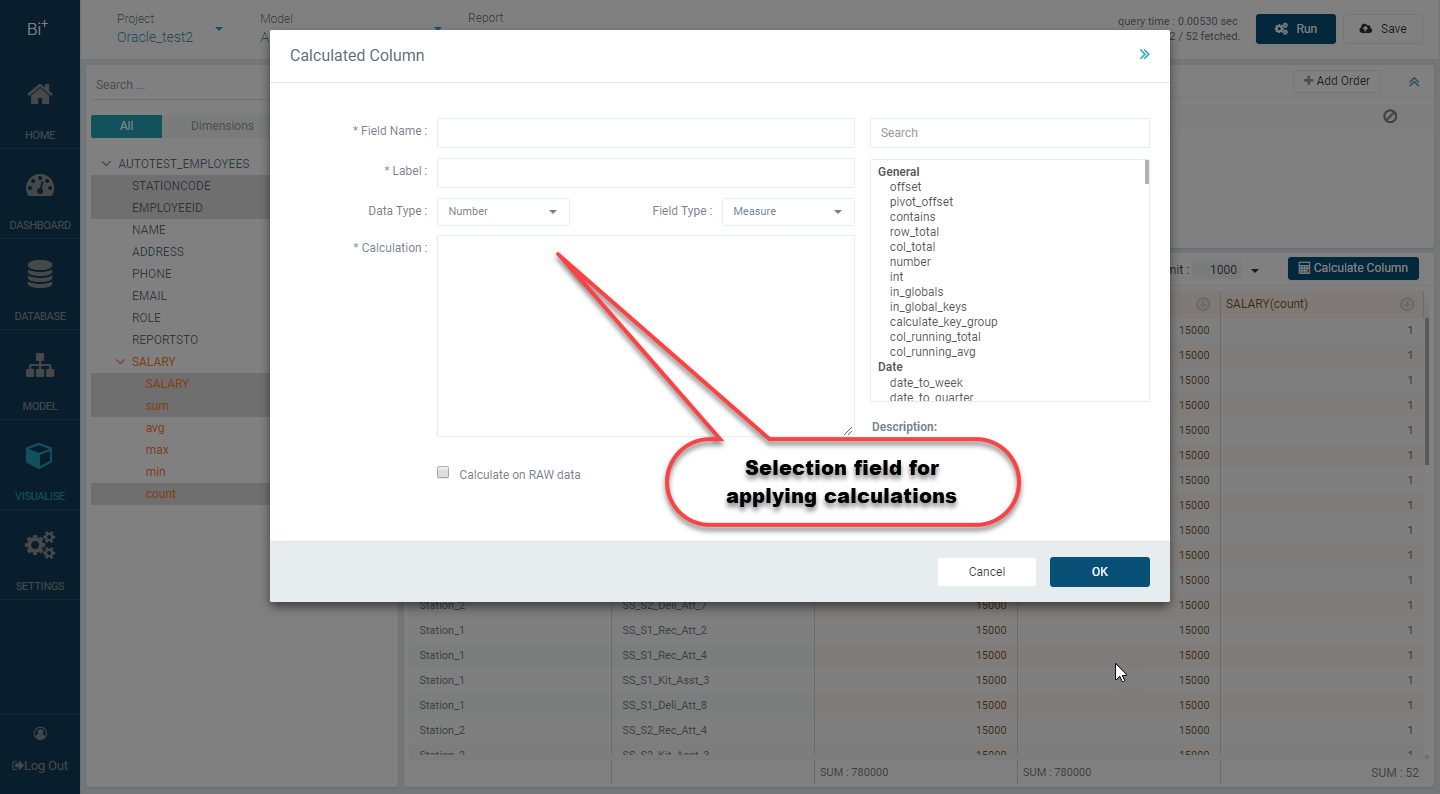 Bi+
Project
Oracle_test2
Model
A
Report
query time : 0.00530 sec
2 / 52 fetched.
Run
Save
HOME
DASHBOARD
DATABASE
MODEL
VISUALISE
SETTINGS
Log Out
Search ...
All
Dimensions
AUTOTEST_EMPLOYEES
STATIONCODE
EMPLOYEEID
NAME
ADDRESS
PHONE
EMAIL
ROLE
REPORTSTO
SALARY
SALARY
sum
avg
max
min
count
Calculated Column
* Field Name :
* Label :
Data Type :
Number
Field Type :
Measure
* Calculation :
Calculate on RAW data
Search
General
offset
pivot_offset
contains
row_total
col_total
number
int
in_globals
in_global_keys
calculate_key_group
col_running_total
col_running_avg
Date
date_to_week
date_to_quarter
Description:
Selection field for
applying calculations
Cancel
OK
Add Order
nit :
1000
Calculate Column
SALARY(count)
15000 1
15000 1
15000 1
15000 1
15000 1
15000 1
15000 1
15000 1
15000 1
15000 1
15000 1
Station_2 SS_S2_Deli_Att_7 15000 15000 1
Station_1 SS_S1_Rec_Att_2 15000 15000 1
Station_1 SS_S1_Rec_Att_4 15000 15000 1
Station_1 SS_S1_Kit_Asst_3 15000 15000 1
Station_1 SS_S1_Deli_Att_8 15000 15000 1
Station_2 SS_S2_Rec_Att_4 15000 15000 1
Station_2 SS_S2_Kit_Asst_3 15000 15000 1
SUM : 780000 SUM : 780000 SUM : 52